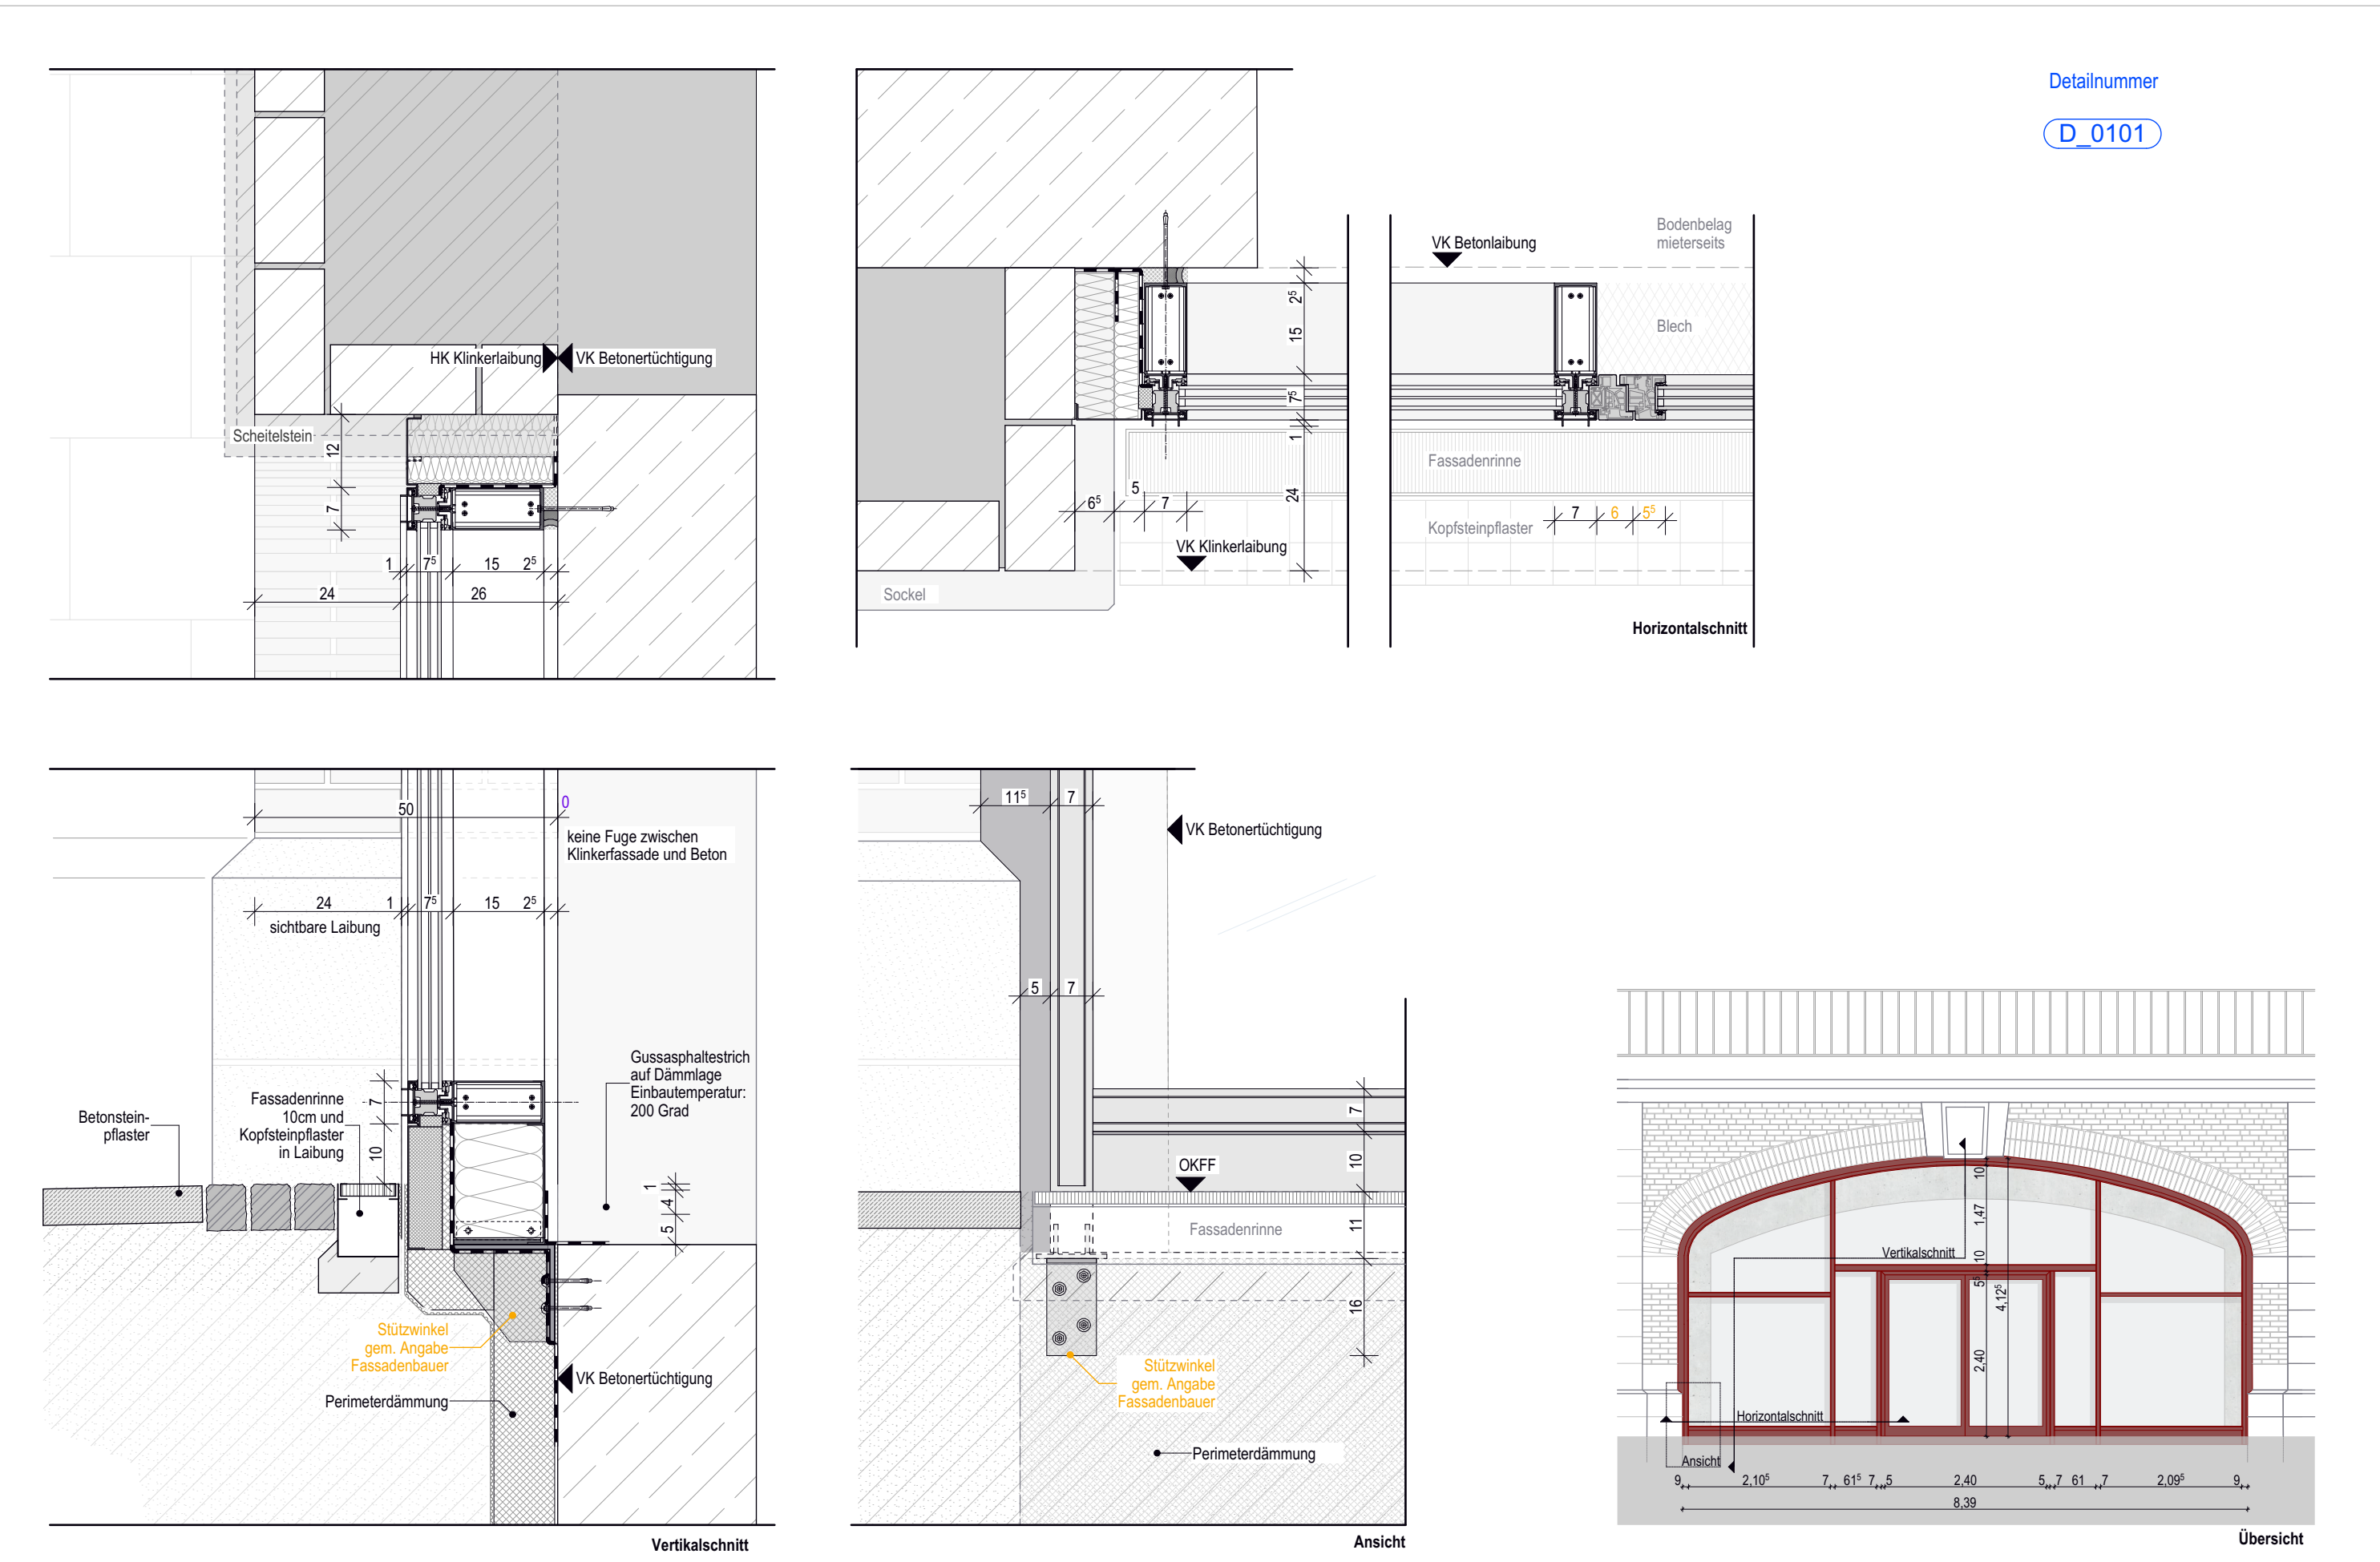 Detailnummer
D_0101
HK Klinkerlaibung
VK Betonertüchtigung
Scheitelstein
12
7
1
7⁵
15
2⁵
24
26
VK Betonlaibung
Bodenbelag
mieterseits
Blech
2⁵
15
7⁵
1
24
Fassadenrinne
Kopfsteinpflaster
6⁵
5
7
7
6
5⁵
VK Klinkerlaibung
Sockel
Horizontalschnitt
50
0
keine Fuge zwischen
Klinkerfassade und Beton
24
1
7⁵
15
2⁵
sichtbare Laibung
Gussasphaltestrich
auf Dämmlage
Einbautemperatur:
200 Grad
Fassadenrinne
10cm und
Kopfsteinpflaster
in Laibung
Betonstein-
pflaster
7
10
1
4
5
Stützwinkel
gem. Angabe
Fassadenbauer
VK Betonertüchtigung
Perimeterdämmung
Vertikalschnitt
11⁵
7
VK Betonertüchtigung
5
7
7
10
OKFF
11
Fassadenrinne
16
Stützwinkel
gem. Angabe
Fassadenbauer
Perimeterdämmung
Ansicht
10
1,47
Vertikalschnitt
10
5⁵
4,12⁵
2,40
Horizontalschnitt
Ansicht
9
2,10⁵
7
61⁵
7
5
2,40
5
7
61
7
2,09⁵
9
8,39
Übersicht